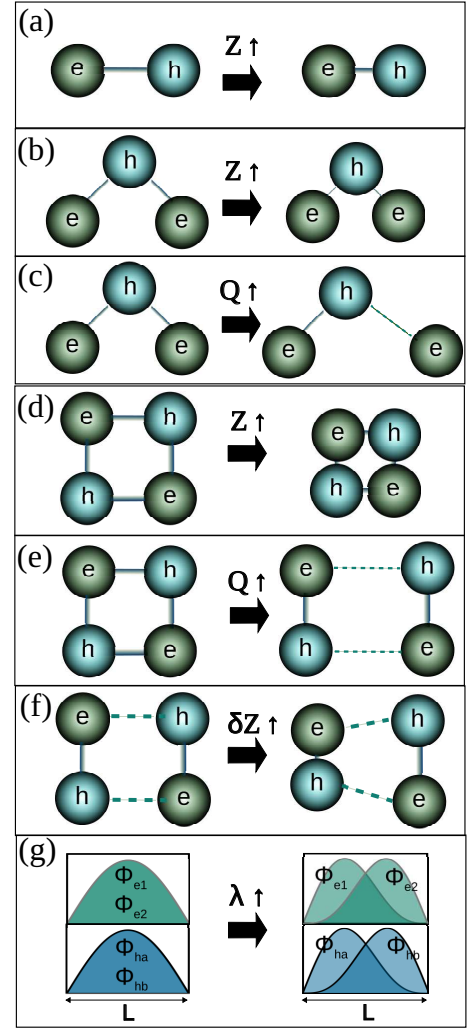 (a)
e h Z ↑ e h
(b)
h Z ↑ h
e e e e
(c)
h Q ↑ h
e e e e
(d)
e h Z ↑ e h
h e h e
(e)
e h Q ↑ e h
h e h e
(f)
e h δZ ↑ e h
h e h e
(g)
Φe1 λ ↑ Φe1 Φe2
Φe2
Φha Φha Φhb
Φhb
L L